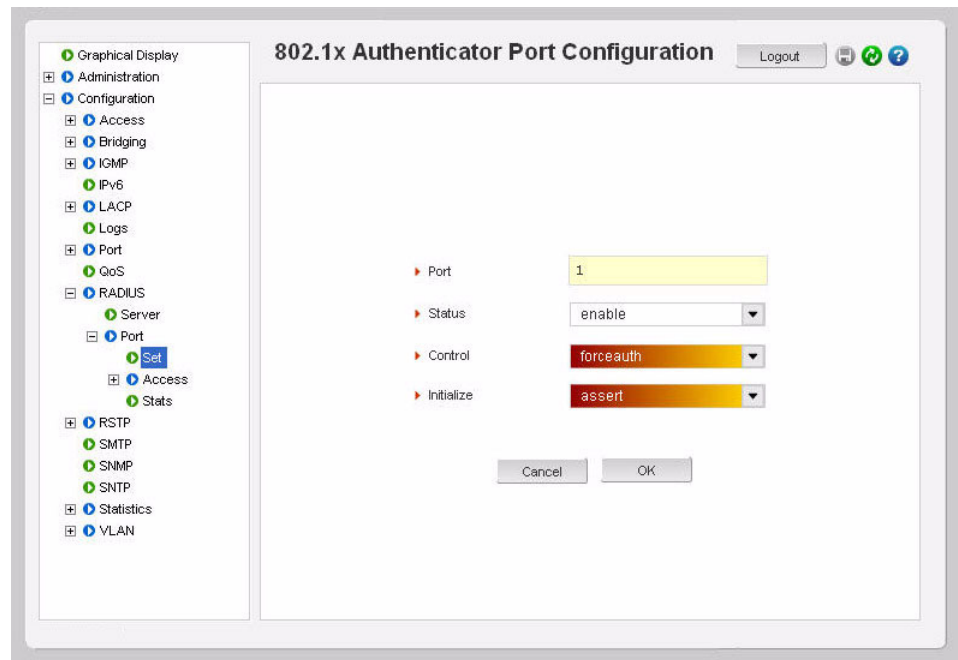 802.1x Authenticator Port Configuration
Logout
Graphical Display
Administration
Configuration
Access
Bridging
IGMP
IPv6
LACP
Logs
Port
QoS
RADIUS
Server
Port
Set
Access
Stats
RSTP
SMTP
SNMP
SNTP
Statistics
VLAN
Port 1
Status enable
Control forceauth
Initialize assert
Cancel OK